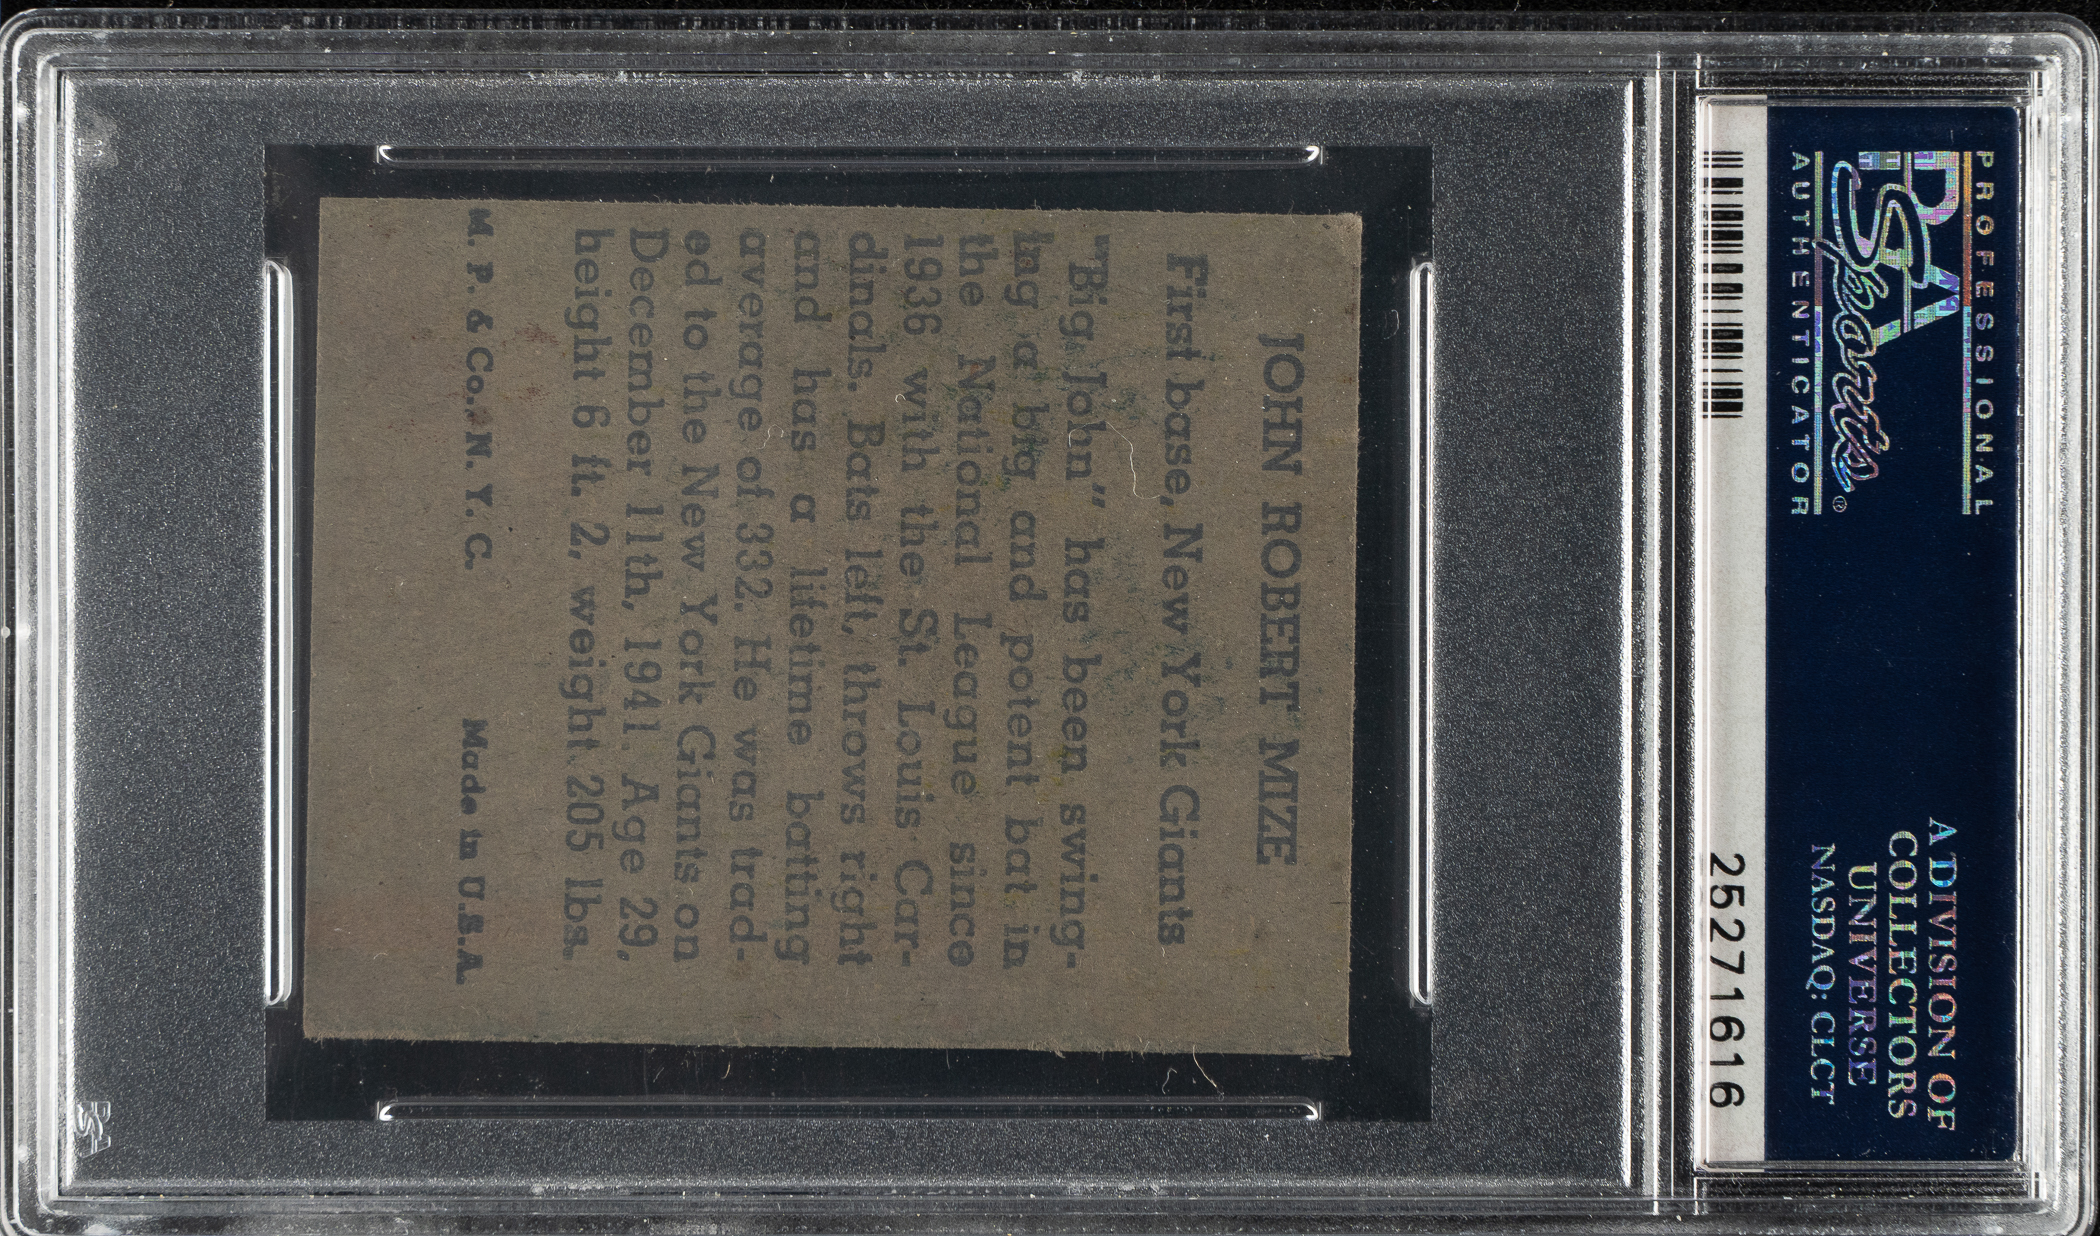 PROFESSIONAL
PSA
Sports®
AUTHENTICATOR
A DIVISION OF
COLLECTORS
UNIVERSE
NASDAQ: CLCT
25271616
JOHN ROBERT MIZE
First base, New York Giants
"Big John" has been swing-
ing a big and potent bat in
the National League since
1936 with the St. Louis Car-
dinals. Bats left, throws right
and has a lifetime batting
average of 332. He was trad-
ed to the New York Giants on
December 11th, 1941. Age 29,
height 6 ft. 2, weight 205 lbs.
M. P. & Co., N. Y. C. Made in U.S.A.
PSA